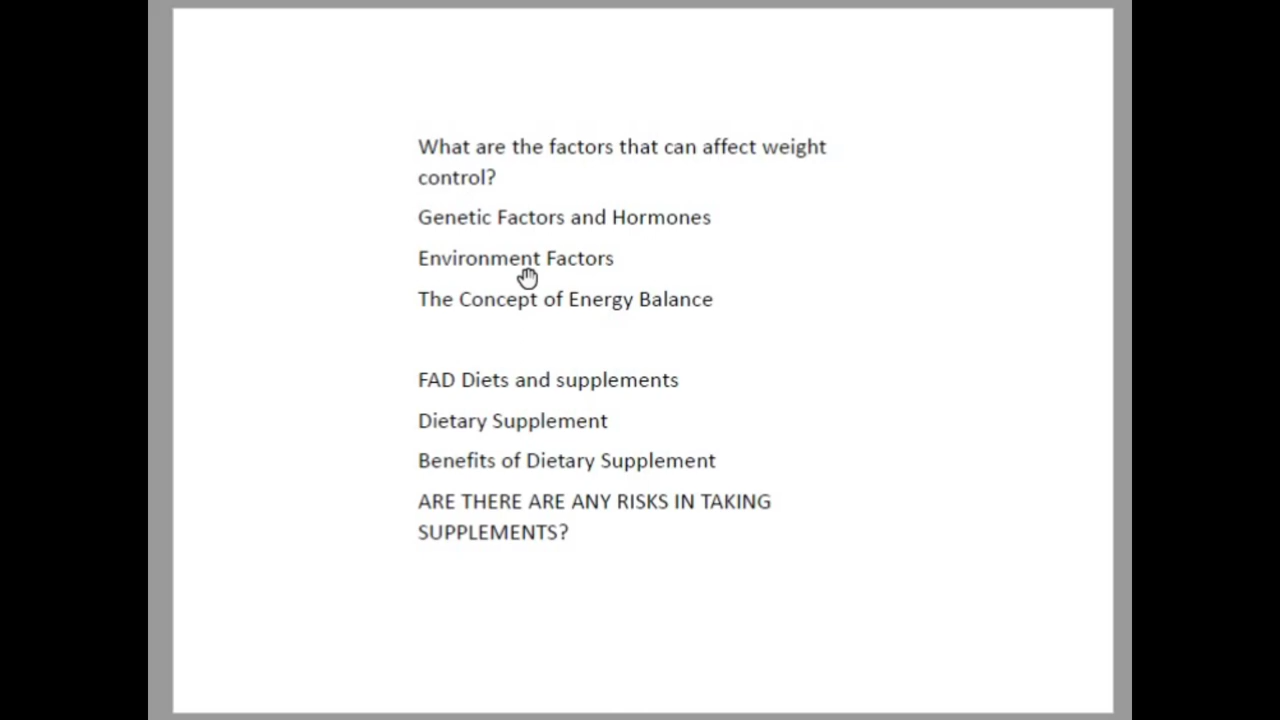 What are the factors that can affect weight
control?
Genetic Factors and Hormones
Environment Factors
The Concept of Energy Balance
FAD Diets and supplements
Dietary Supplement
Benefits of Dietary Supplement
ARE THERE ARE ANY RISKS IN TAKING
SUPPLEMENTS?